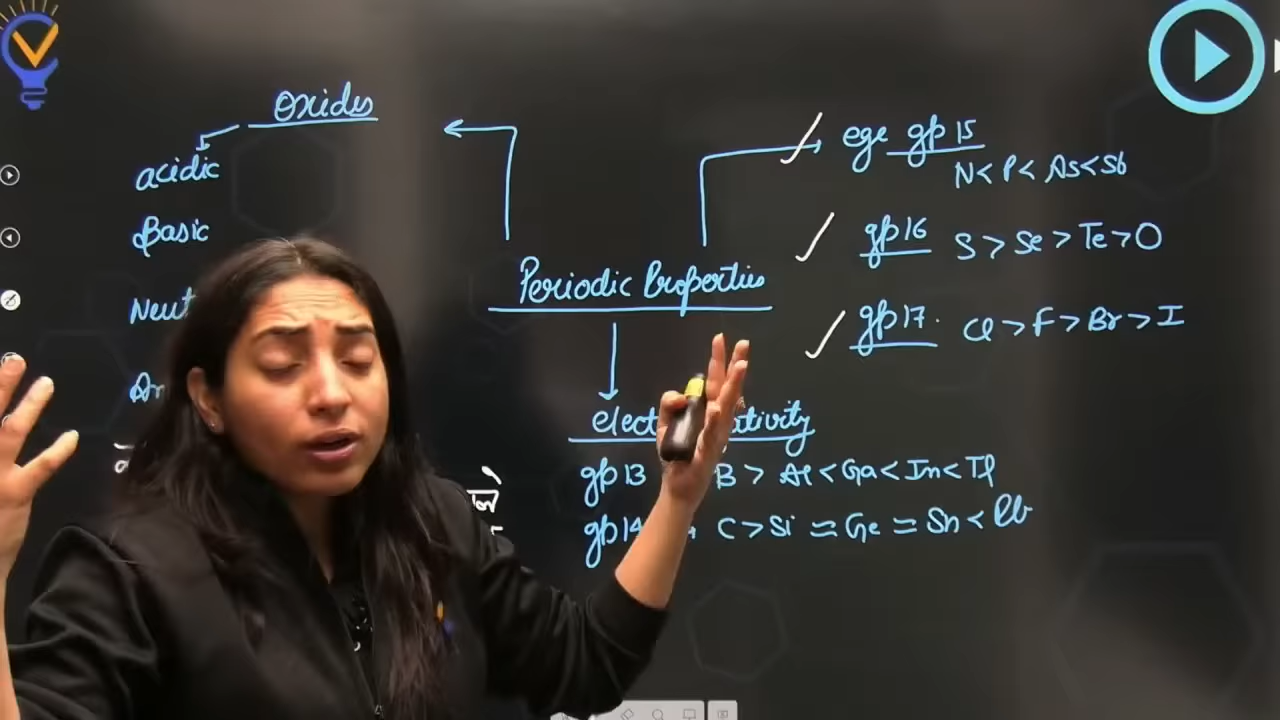 Oxides
acidic
Basic
Neut
ege gp 15
N < P < As < Sb
gp 16 S > Se > Te > O
gp 17. Cl > F > Br > I
Periodic Properties
gp 13 B > Al < Ga < In < Tl
gp 14 C > Si ≃ Ge ≃ Sn < Pb